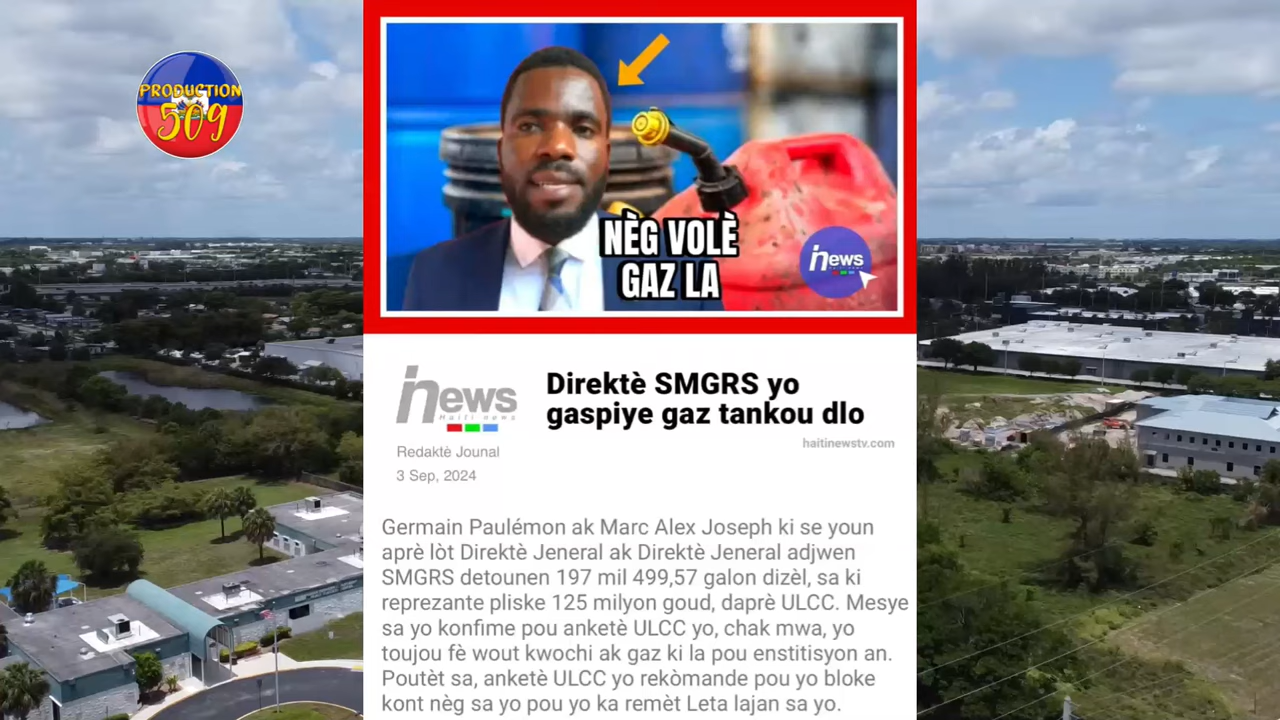 PRODUCTION
509
NÈG VOLÈ
GAZ LA
news
Haiti news
news
Haiti news
Direktè SMGRS yo
gaspiye gaz tankou dlo
haitinewstv.com
Redaktè Jounal
3 Sep, 2024
Germain Paulémon ak Marc Alex Joseph ki se youn
aprè lòt Direktè Jeneral ak Direktè Jeneral adjwen
SMGRS detounen 197 mil 499,57 galon dizèl, sa ki
reprezante pliske 125 milyon goud, daprè ULCC. Mesye
sa yo konfime pou anketè ULCC yo, chak mwa, yo
toujou fè wout kwochi ak gaz ki la pou enstitisyon an.
Poutèt sa, anketè ULCC yo rekòmande pou yo bloke
kont nèg sa yo pou yo ka remèt Leta lajan sa yo.